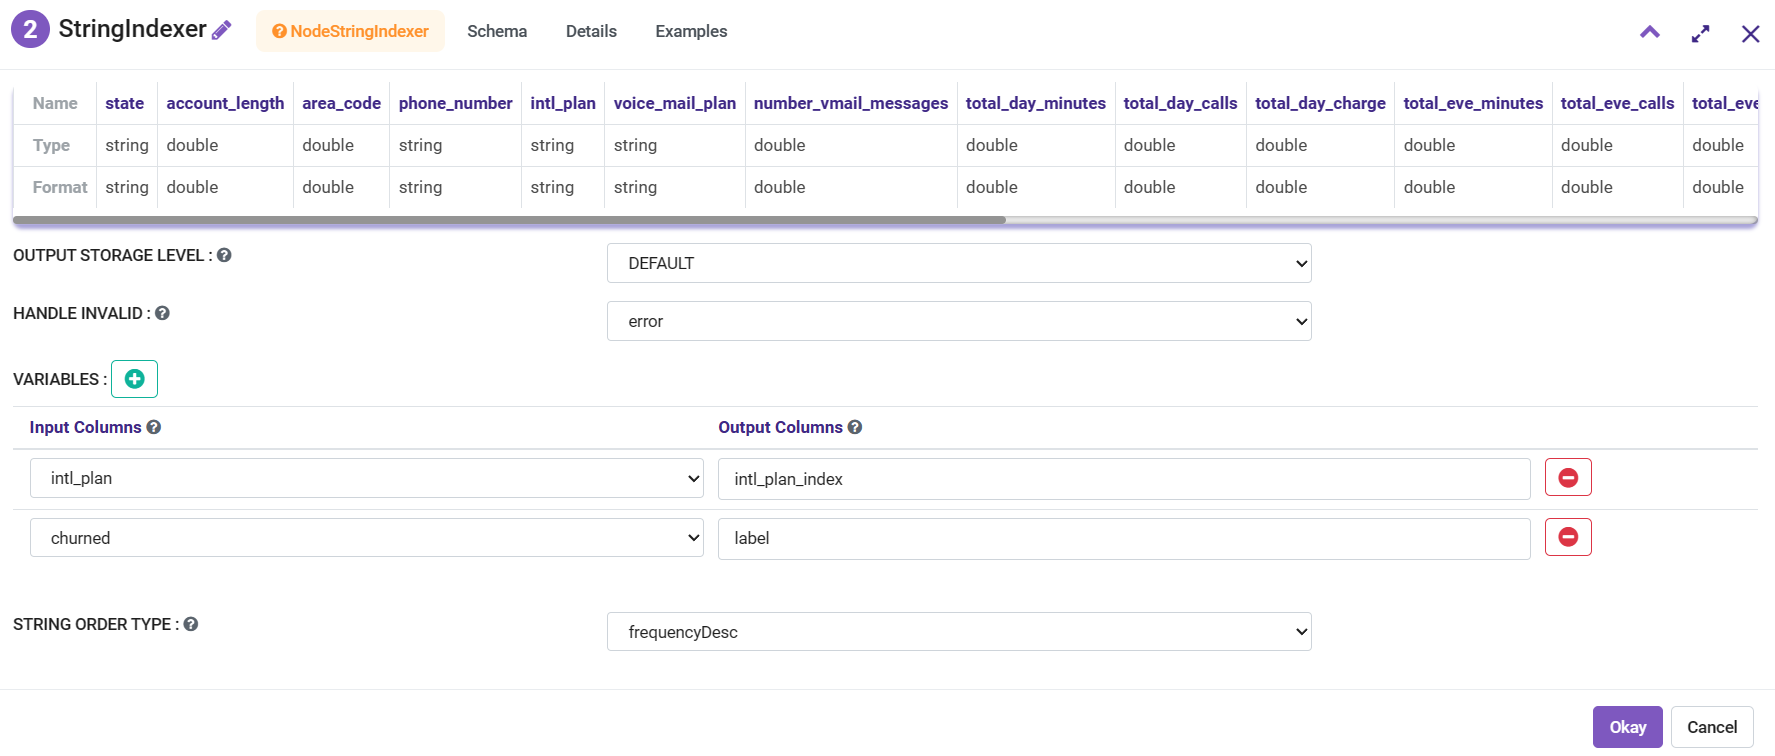 2 StringIndexer NodeStringIndexer Schema Details Examples
Name state account_length area_code phone_number intl_plan voice_mail_plan number_vmail_messages total_day_minutes total_day_calls total_day_charge total_eve_minutes total_eve_calls total_eve
Type string double double string string string double double double double double double double
Format string double double string string string double double double double double double double
OUTPUT STORAGE LEVEL : DEFAULT
HANDLE INVALID : error
VARIABLES :
Input Columns Output Columns
intl_plan intl_plan_index
churned label
STRING ORDER TYPE : frequencyDesc
Okay Cancel